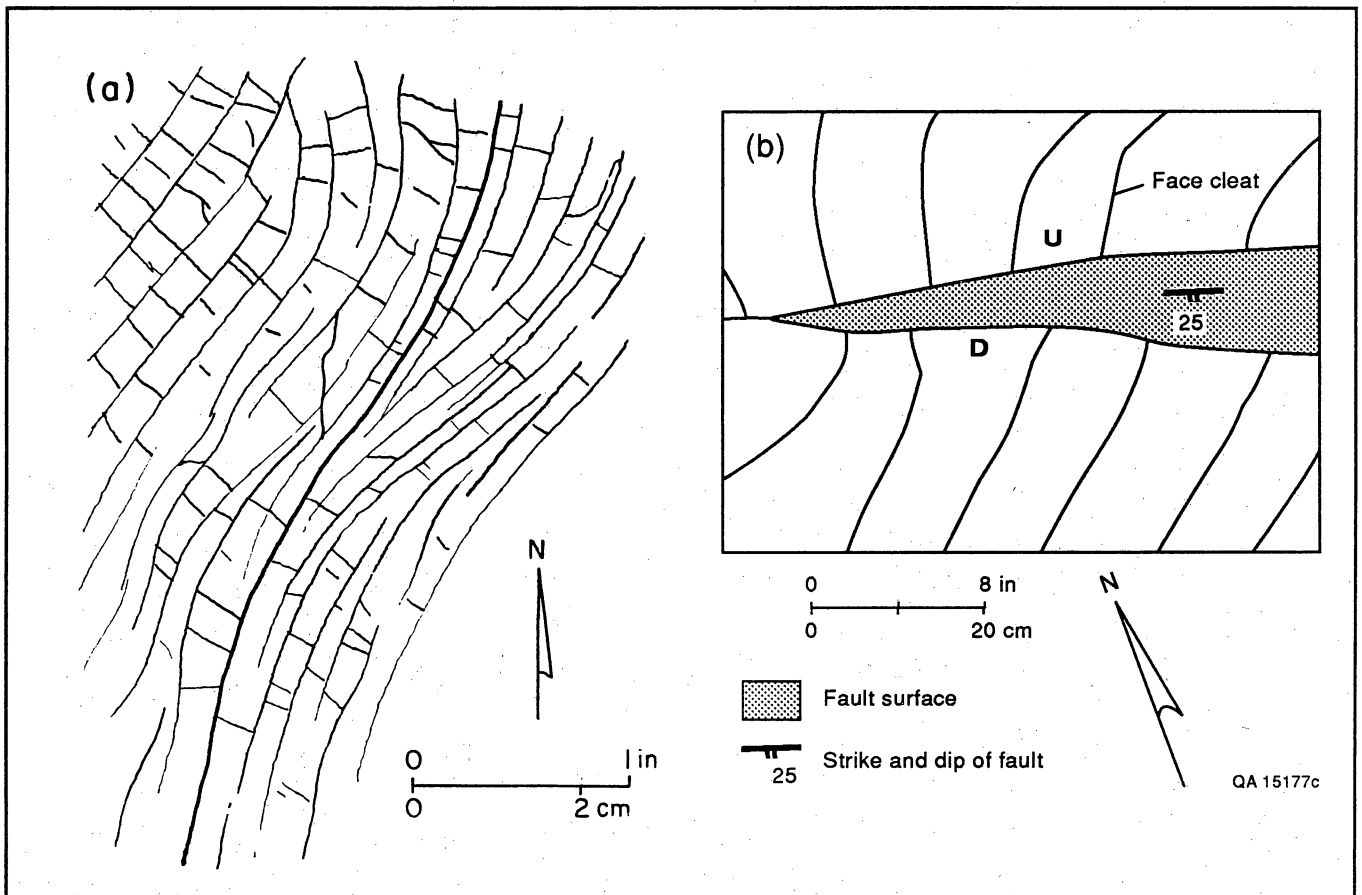 (a)
N
0 1 in
0 2 cm
(b)
Face cleat
U
25
D
0 8 in
0 20 cm
N
Fault surface
25 Strike and dip of fault
QA 15177c